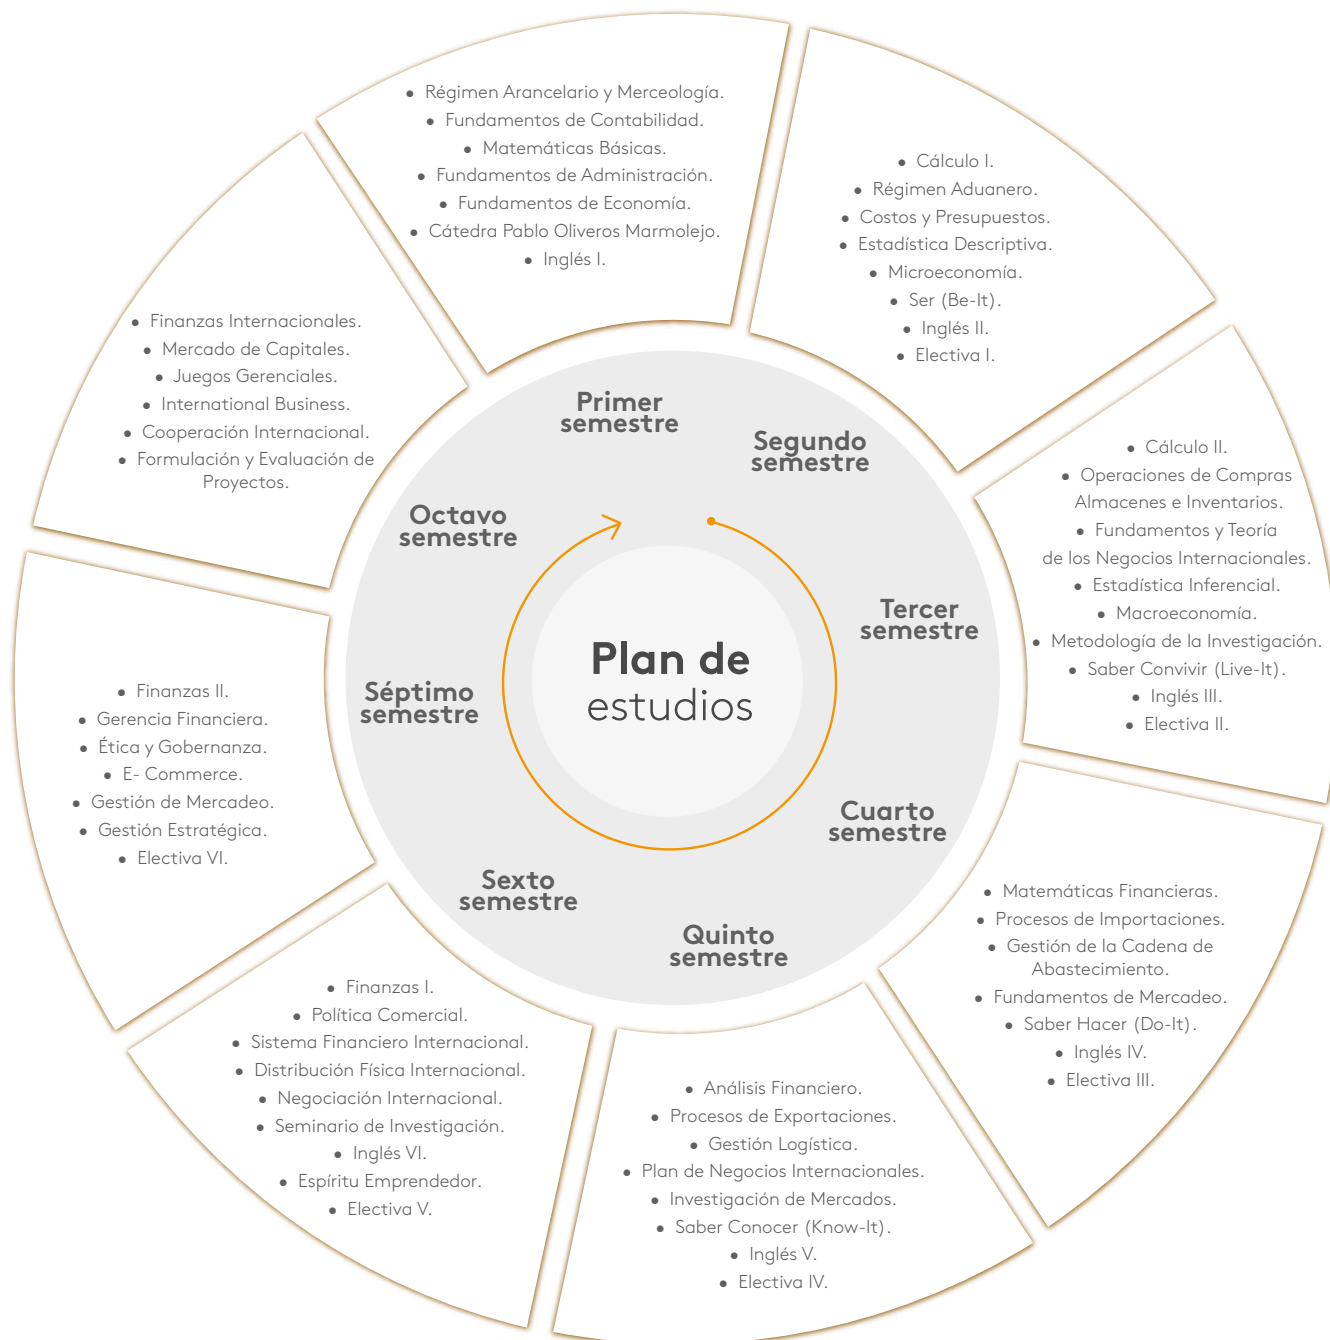 Plan de
estudios
Primer
semestre
• Régimen Arancelario y Merceología.
• Fundamentos de Contabilidad.
• Matemáticas Básicas.
• Fundamentos de Administración.
• Fundamentos de Economía.
• Cátedra Pablo Oliveros Marmolejo.
• Inglés I.
Segundo
semestre
• Cálculo I.
• Régimen Aduanero.
• Costos y Presupuestos.
• Estadística Descriptiva.
• Microeconomía.
• Ser (Be-It).
• Inglés II.
• Electiva I.
Tercer
semestre
• Cálculo II.
• Operaciones de Compras
Almacenes e Inventarios.
• Fundamentos y Teoría
de los Negocios Internacionales.
• Estadística Inferencial.
• Macroeconomía.
• Metodología de la Investigación.
• Saber Convivir (Live-It).
• Inglés III.
• Electiva II.
Cuarto
semestre
• Matemáticas Financieras.
• Procesos de Importaciones.
• Gestión de la Cadena de
Abastecimiento.
• Fundamentos de Mercadeo.
• Saber Hacer (Do-It).
• Inglés IV.
• Electiva III.
Quinto
semestre
• Análisis Financiero.
• Procesos de Exportaciones.
• Gestión Logística.
• Plan de Negocios Internacionales.
• Investigación de Mercados.
• Saber Conocer (Know-It).
• Inglés V.
• Electiva IV.
Sexto
semestre
• Finanzas I.
• Política Comercial.
• Sistema Financiero Internacional.
• Distribución Física Internacional.
• Negociación Internacional.
• Seminario de Investigación.
• Inglés VI.
• Espíritu Emprendedor.
• Electiva V.
Séptimo
semestre
• Finanzas II.
• Gerencia Financiera.
• Ética y Gobernanza.
• E- Commerce.
• Gestión de Mercadeo.
• Gestión Estratégica.
• Electiva VI.
Octavo
semestre
• Finanzas Internacionales.
• Mercado de Capitales.
• Juegos Gerenciales.
• International Business.
• Cooperación Internacional.
• Formulación y Evaluación de
Proyectos.